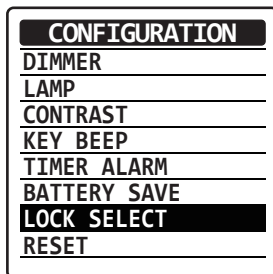 CONFIGURATION
DIMMER
LAMP
CONTRAST
KEY BEEP
TIMER ALARM
BATTERY SAVE
LOCK SELECT
RESET